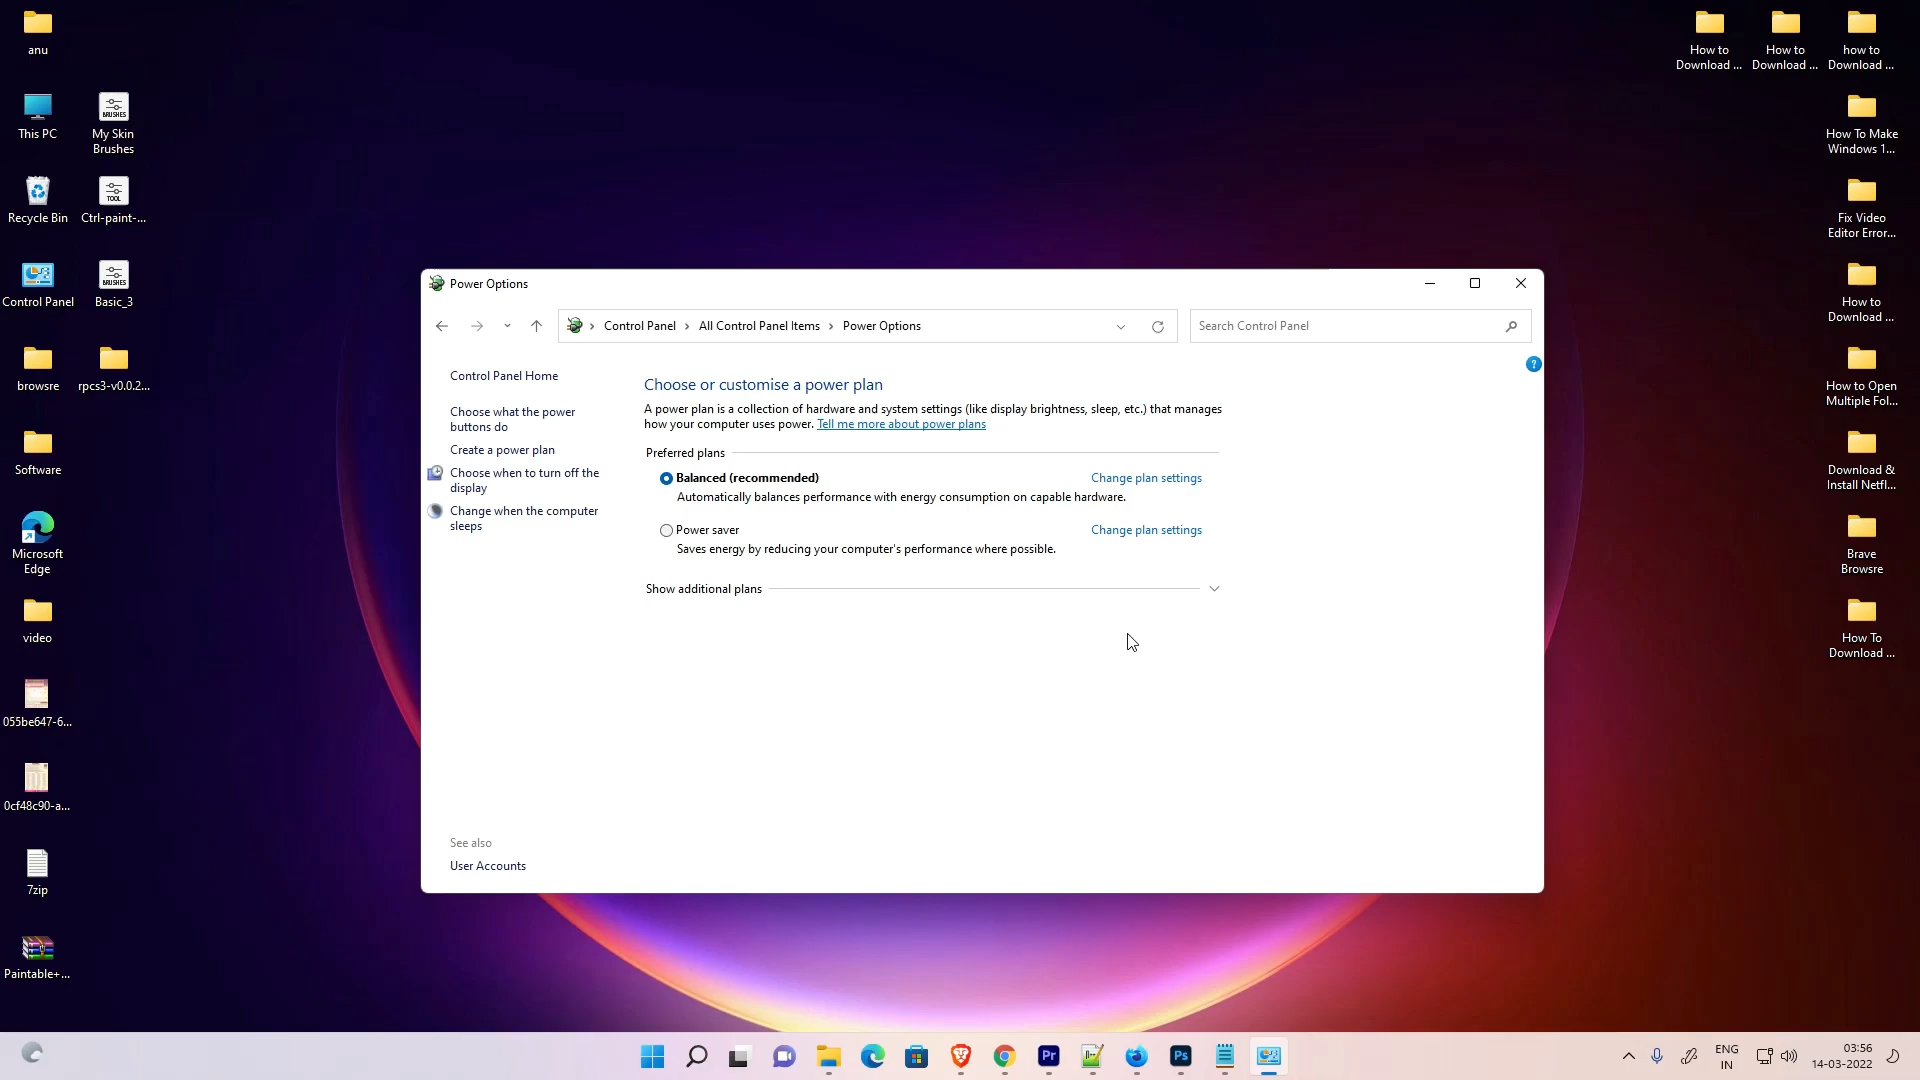 anu
This PC
My Skin
Brushes
BRUSHES
Recycle Bin
Ctrl-paint-...
TOOL
Control Panel
Basic_3
BRUSHES
browsre
rpcs3-v0.0.2...
Software
Microsoft
Edge
video
055be647-6...
0cf48c90-a...
7zip
Paintable+...
How to
Download ...
How to
Download ...
how to
Download ...
How To Make
Windows 1...
Fix Video
Editor Error...
How to
Download ...
How to Open
Multiple Fol...
Download &
Install Netfl...
Brave
Browsre
How To
Download ...
Power Options
Control Panel
All Control Panel Items
Power Options
Search Control Panel
?
Control Panel Home
Choose what the power
buttons do
Create a power plan
Choose when to turn off the
display
Change when the computer
sleeps
See also
User Accounts
Choose or customise a power plan
A power plan is a collection of hardware and system settings (like display brightness, sleep, etc.) that manages
how your computer uses power. Tell me more about power plans
Preferred plans
Balanced (recommended)
Change plan settings
Automatically balances performance with energy consumption on capable hardware.
Power saver
Change plan settings
Saves energy by reducing your computer's performance where possible.
Show additional plans
Pr
Ps
ENG
IN
03:56
14-03-2022